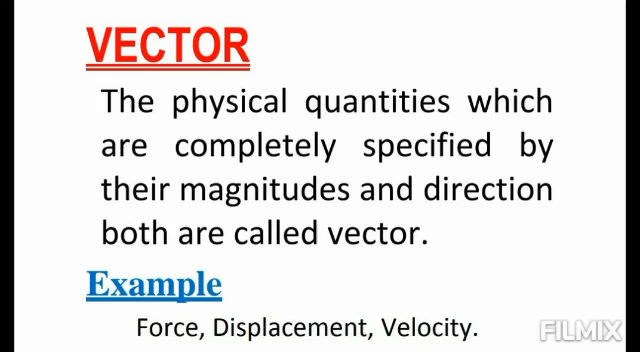 VECTOR
The physical quantities which
are completely specified by
their magnitudes and direction
both are called vector.
Example
Force, Displacement, Velocity.
FILMIX